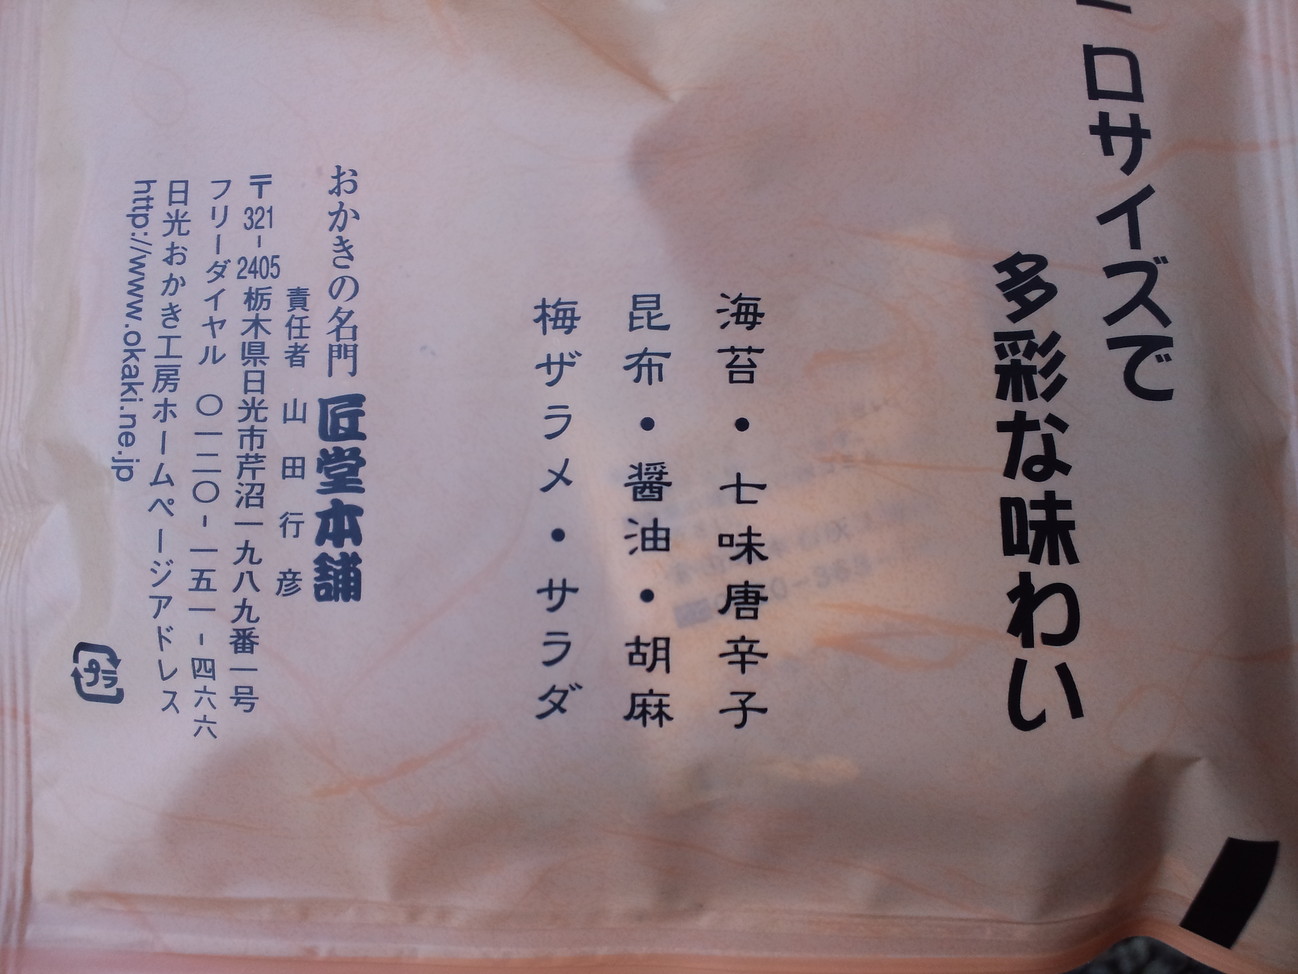 一口サイズで
多彩な味わい
海苔・七味唐辛子
昆布・醤油・胡麻
梅ザラメ・サラダ
おかきの名門 匠堂本舗
責任者 山田行彦
〒321-2405 栃木県日光市芹沼一九八九番一号
フリーダイヤル 〇一二〇-一五一-四六六
日光おかき工房ホームページアドレス
http://www.okaki.ne.jp
プラ